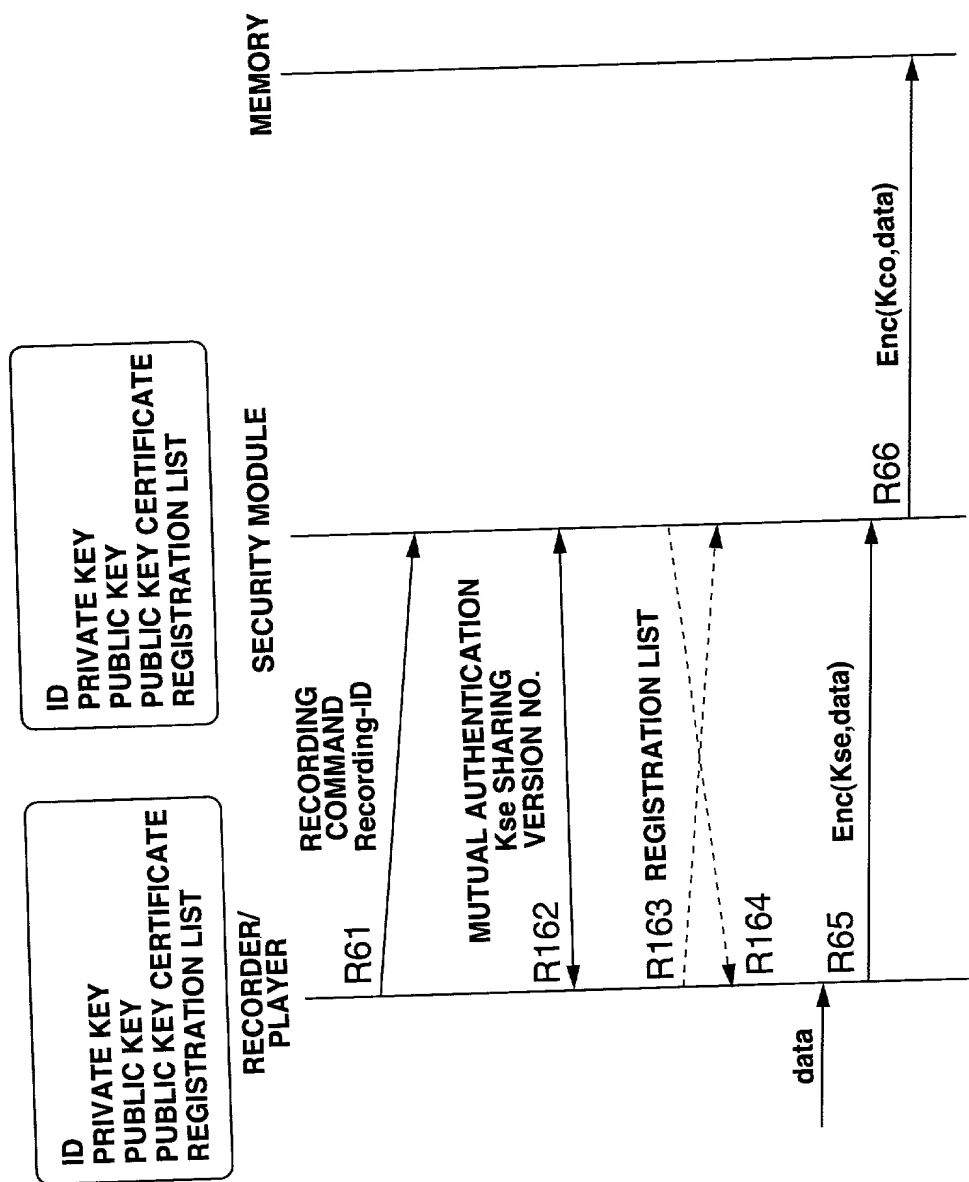 ID
PRIVATE KEY
PUBLIC KEY
PUBLIC KEY CERTIFICATE
REGISTRATION LIST
ID
PRIVATE KEY
PUBLIC KEY
PUBLIC KEY CERTIFICATE
REGISTRATION LIST
RECORDER/
PLAYER
SECURITY MODULE
MEMORY
R61
RECORDING
COMMAND
Recording-ID
R162
MUTUAL AUTHENTICATION
Kse SHARING
VERSION NO.
R163
REGISTRATION LIST
R164
data
R65
Enc(Kse,data)
R66
Enc(Kco,data)